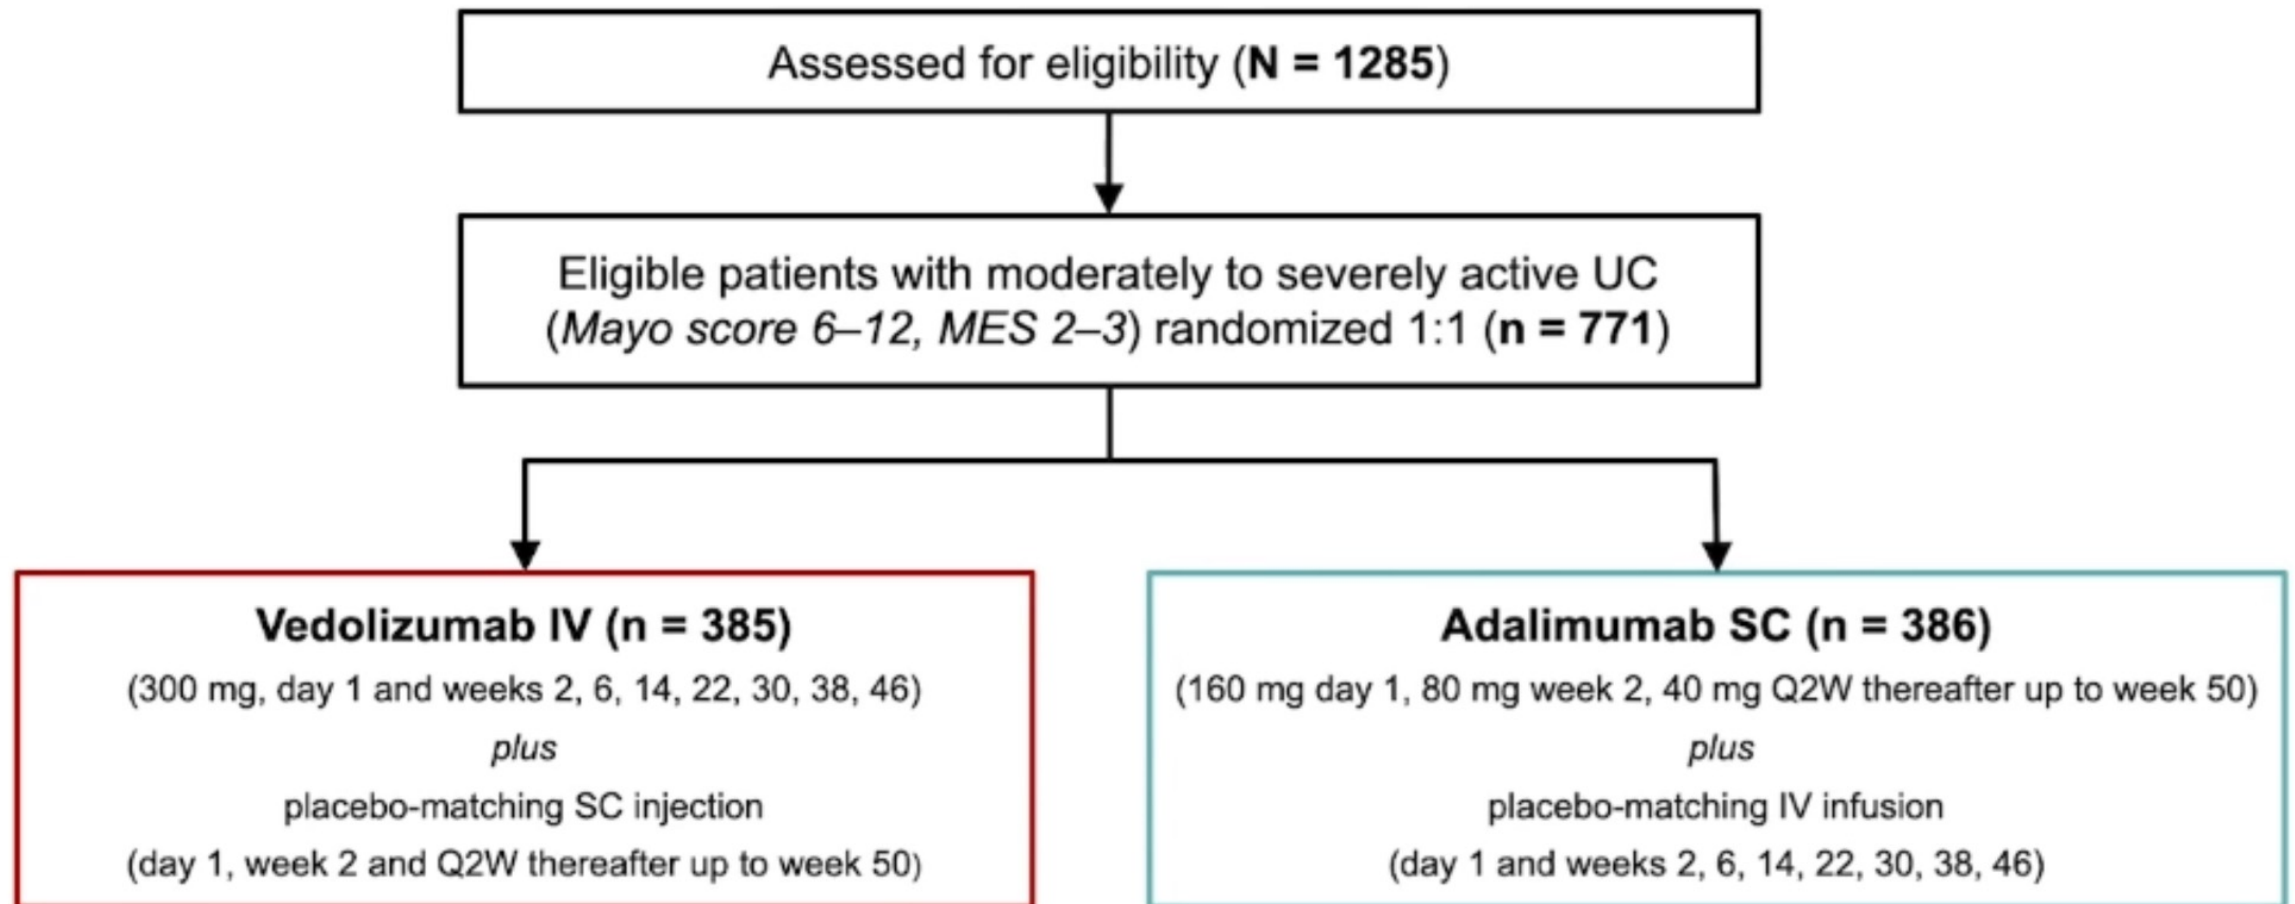 Assessed for eligibility (N = 1285)
Eligible patients with moderately to severely active UC
(Mayo score 6–12, MES 2–3) randomized 1:1 (n = 771)
Vedolizumab IV (n = 385)
(300 mg, day 1 and weeks 2, 6, 14, 22, 30, 38, 46)
plus
placebo-matching SC injection
(day 1, week 2 and Q2W thereafter up to week 50)
Adalimumab SC (n = 386)
(160 mg day 1, 80 mg week 2, 40 mg Q2W thereafter up to week 50)
plus
placebo-matching IV infusion
(day 1 and weeks 2, 6, 14, 22, 30, 38, 46)